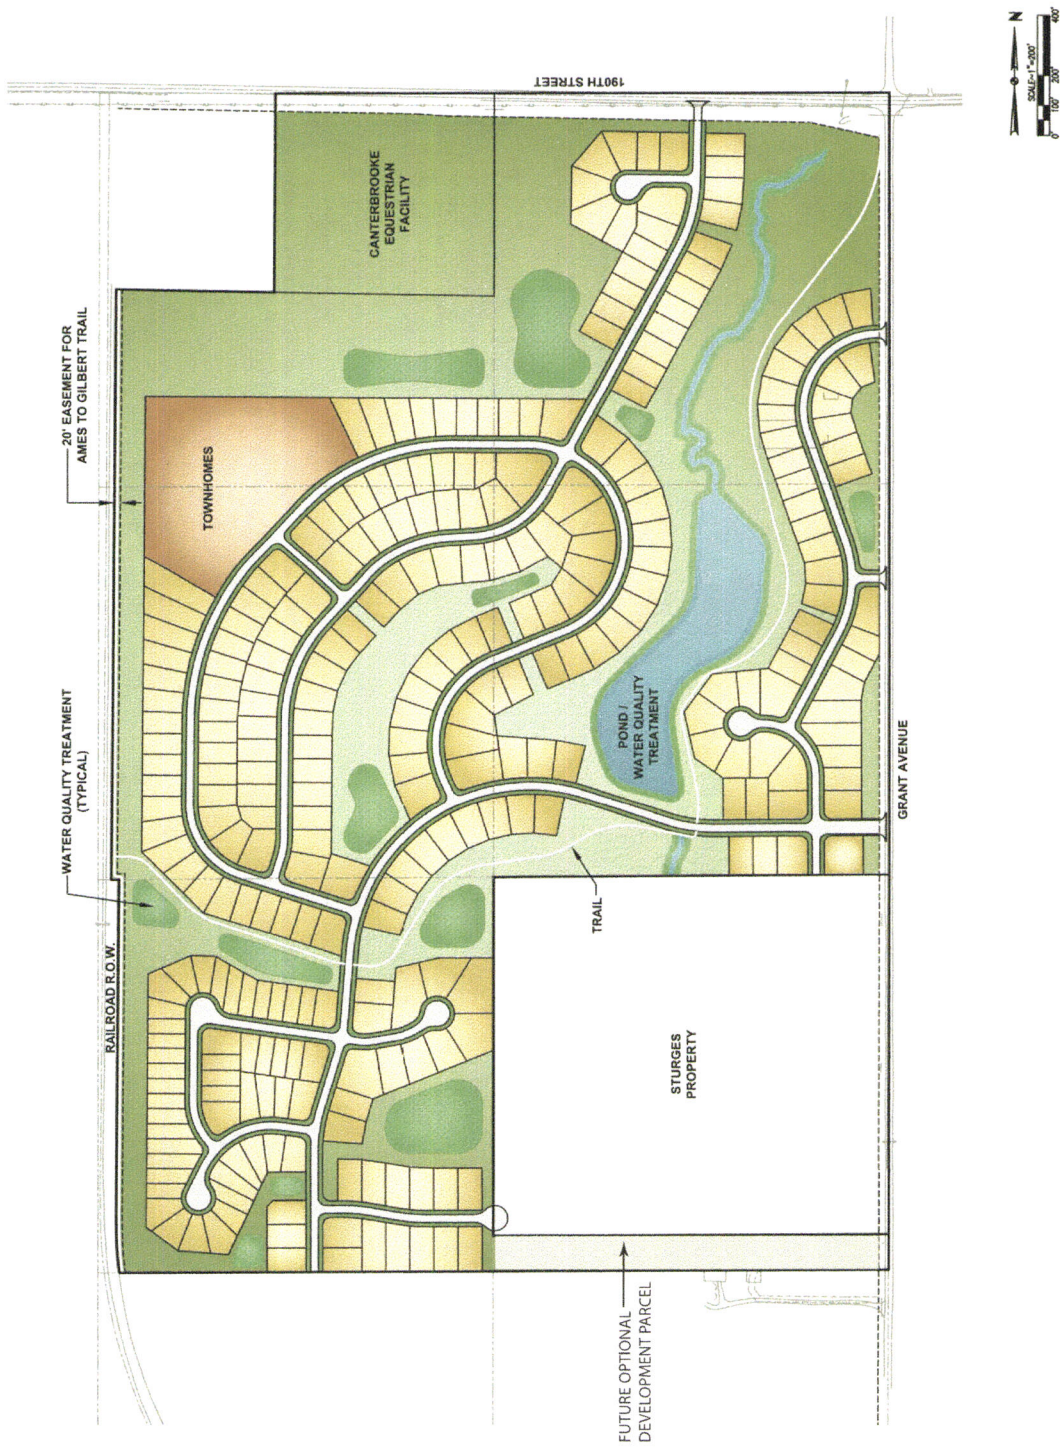 190TH STREET
N
SCALE~1"=200'
0' 100' 200' 400'
CANTERBROOKE
EQUESTRIAN
FACILITY
20' EASEMENT FOR
AMES TO GILBERT TRAIL
TOWNHOMES
WATER QUALITY TREATMENT
(TYPICAL)
POND /
WATER QUALITY
TREATMENT
GRANT AVENUE
TRAIL
RAILROAD R.O.W.
STURGES
PROPERTY
FUTURE OPTIONAL
DEVELOPMENT PARCEL